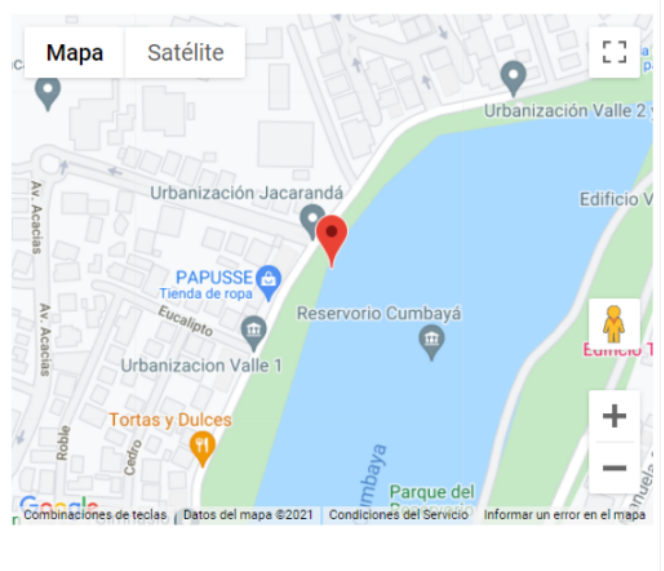 Mapa
Satélite
Urbanización Valle 2
Urbanización Jacarandá
Edificio V
Av. Acacias
PAPUSSE
Tienda de ropa
Reservorio Cumbayá
Eucalipto
Av. Acacias
Urbanizacion Valle 1
Tortas y Dulces
Roble
Cedro
Parque del
Combinaciones de teclas
Datos del mapa ©2021
Condiciones del Servicio
Informar un error en el mapa